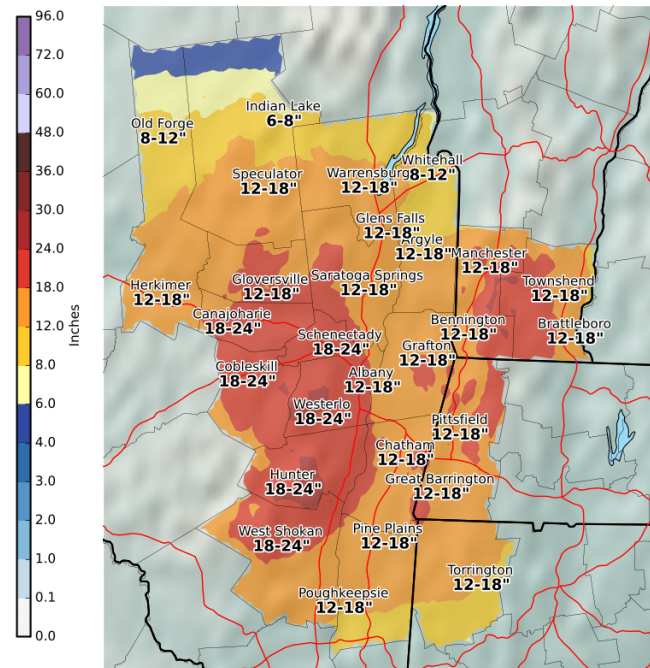 96.0
72.0
60.0
48.0
36.0
30.0
24.0
18.0
12.0
8.0
6.0
4.0
3.0
2.0
1.0
0.1
0.0
Inches
Indian Lake
6-8"
Old Forge
8-12"
Whitehall
8-12"
Speculator
12-18"
Warrensburg
12-18"
Glens Falls
12-18"
Argyle
12-18"
Manchester
12-18"
Saratoga Springs
12-18"
Gloversville
12-18"
Herkimer
12-18"
Townshend
12-18"
Canajoharie
18-24"
Bennington
12-18"
Brattleboro
12-18"
Schenectady
18-24"
Grafton
12-18"
Cobleskill
18-24"
Albany
12-18"
Westerlo
18-24"
Pittsfield
12-18"
Chatham
12-18"
Hunter
18-24"
Great Barrington
12-18"
West Shokan
18-24"
Pine Plains
12-18"
Torrington
12-18"
Poughkeepsie
12-18"